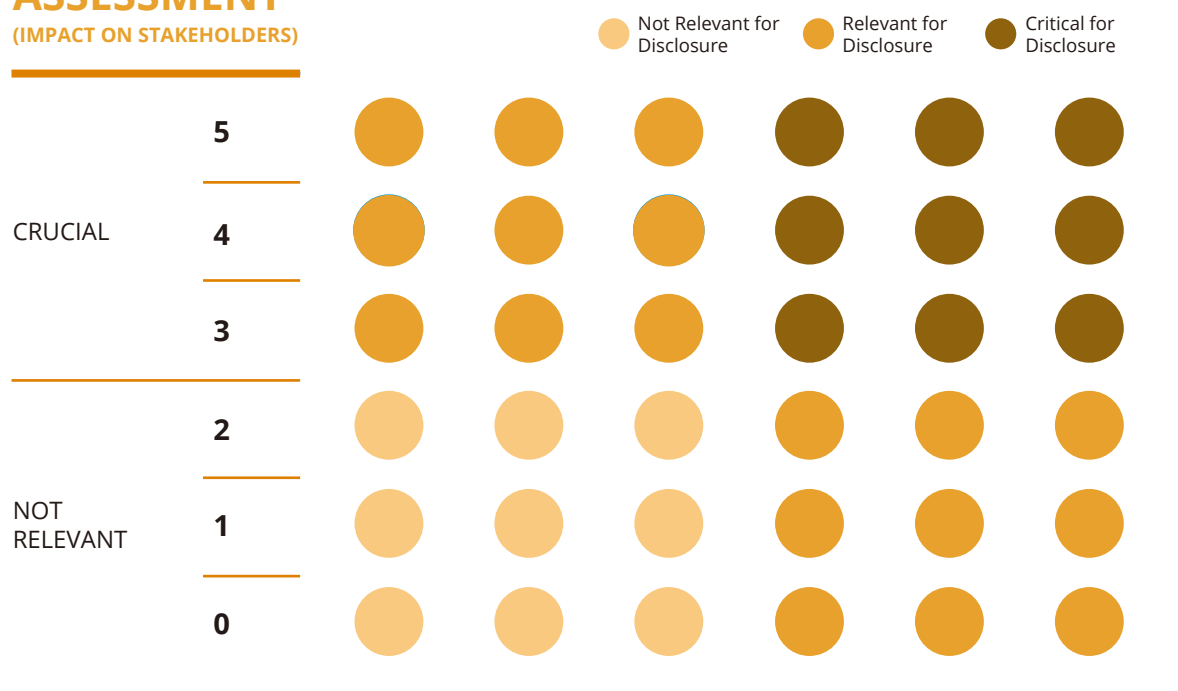 ASSESSMENT
(IMPACT ON STAKEHOLDERS)
Not Relevant for
Disclosure
Relevant for
Disclosure
Critical for
Disclosure
5
CRUCIAL
4
3
2
NOT
RELEVANT
1
0